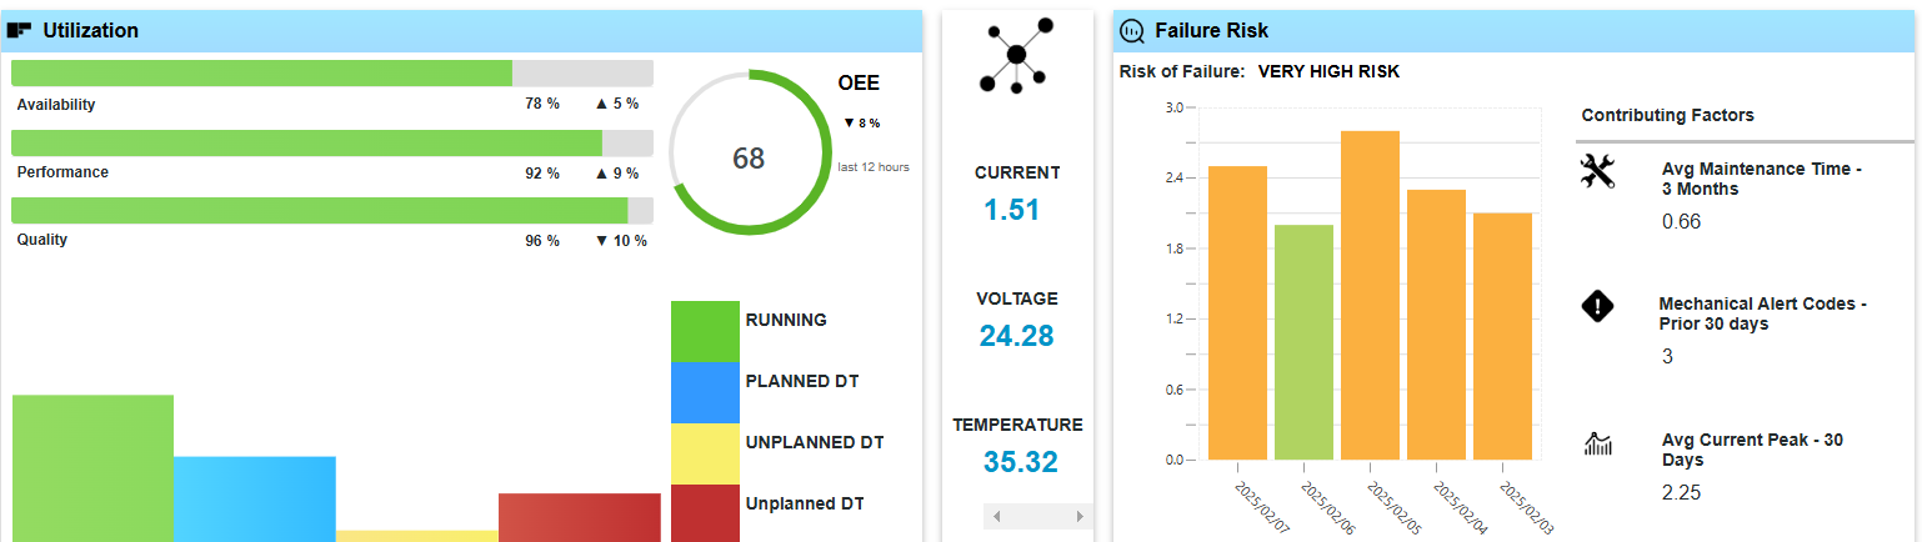 Utilization
Availability 78 % ▲ 5 %
Performance 92 % ▲ 9 %
Quality 96 % ▼ 10 %
68
OEE
▼ 8 %
last 12 hours
RUNNING
PLANNED DT
UNPLANNED DT
Unplanned DT
CURRENT
1.51
VOLTAGE
24.28
TEMPERATURE
35.32
Failure Risk
Risk of Failure: VERY HIGH RISK
3.0
2.4
1.8
1.2
0.6
0.0
2025/02/07
2025/02/06
2025/02/05
2025/02/04
2025/02/03
Contributing Factors
Avg Maintenance Time -
3 Months
0.66
Mechanical Alert Codes -
Prior 30 days
3
Avg Current Peak - 30
Days
2.25